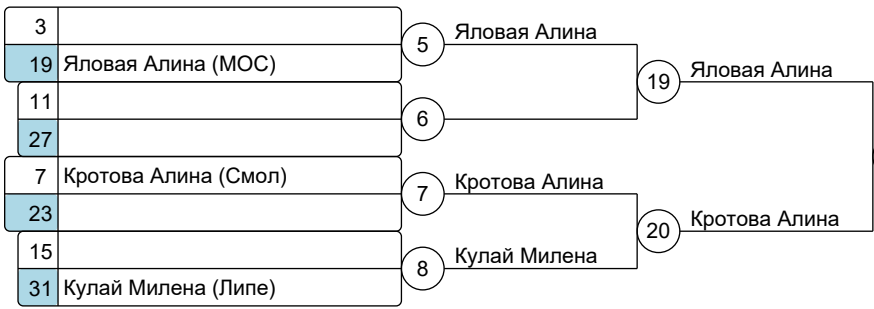 3
19 Яловая Алина (МОС)
5 Яловая Алина
11
27
6
19 Яловая Алина
7 Кротова Алина (Смол)
23
7 Кротова Алина
15
31 Кулай Милена (Липе)
8 Кулай Милена
20 Кротова Алина